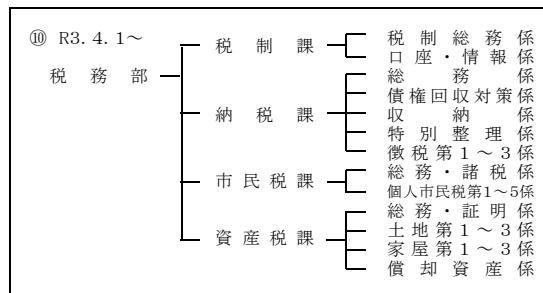 ⑩ R3.4.1～
税務部
税制課
税制総務係
口座・情報係
納税課
総務係
債権回収対策係
収納係
特別整理係
徴税第1～3係
市民税課
総務・諸税係
個人市民税第1～5係
資産税課
総務・証明係
土地第1～3係
家屋第1～3係
償却資産係